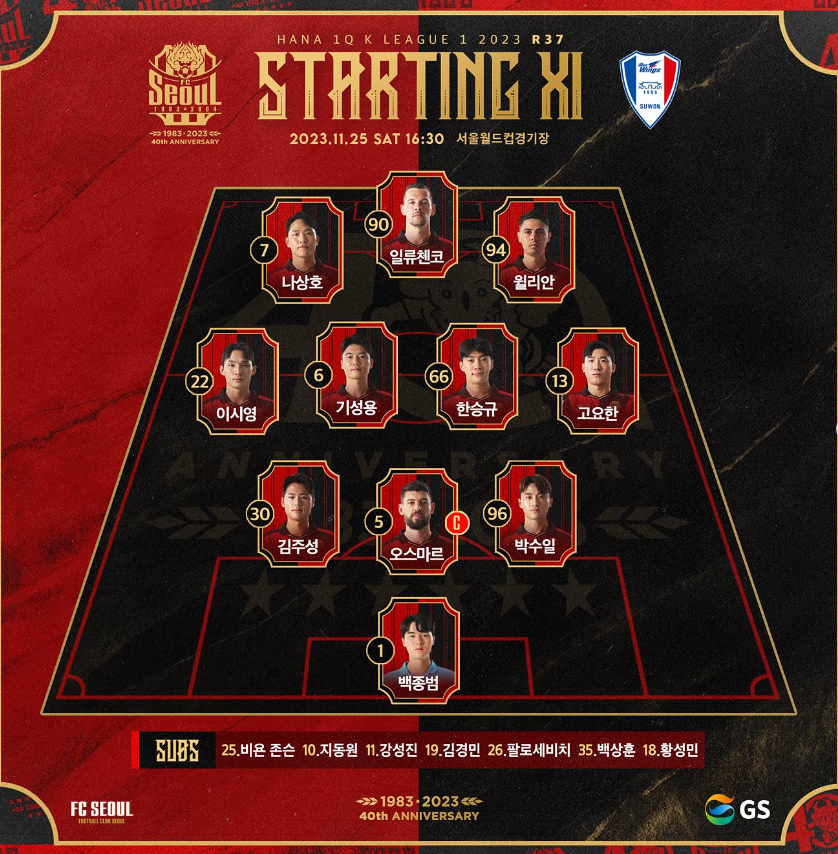 HANA 1Q K LEAGUE 1 2023 R37
STARTING XI
2023.11.25 SAT 16:30 서울월드컵경기장
FC
Seoul
1983*2004
1983·2023
40th ANNIVERSARY
Wings
1995
SUWON
90
일류첸코
7
나상호
94
윌리안
22
이시영
6
기성용
66
한승규
13
고요한
ANNIVERSARY
30
김주성
5
오스마르
C
96
박수일
1
백종범
SUBS
25.비욘 존슨 10.지동원 11.강성진 19.김경민 26.팔로세비치 35.백상훈 18.황성민
FC SEOUL
FOOTBALL CLUB SEOUL
1983·2023
40th ANNIVERSARY
GS